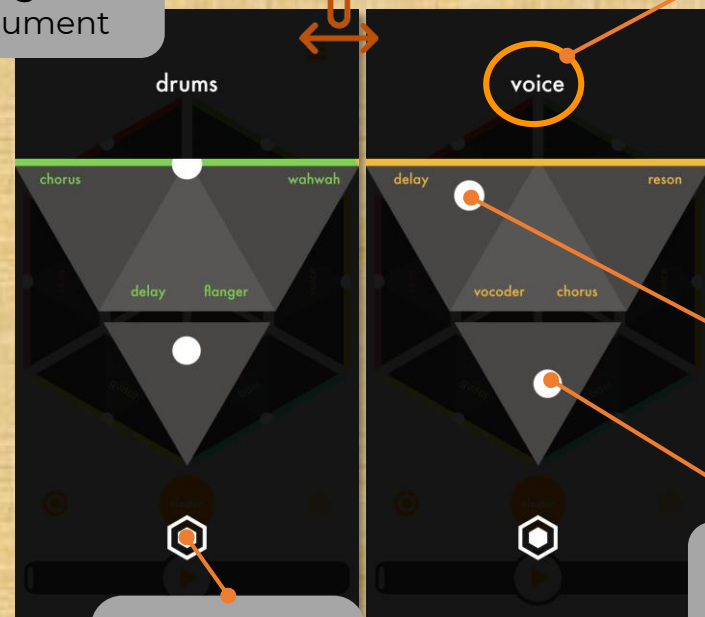 ument
drums
voice
chorus
wahwah
delay
reson
delay
flanger
vocoder
chorus